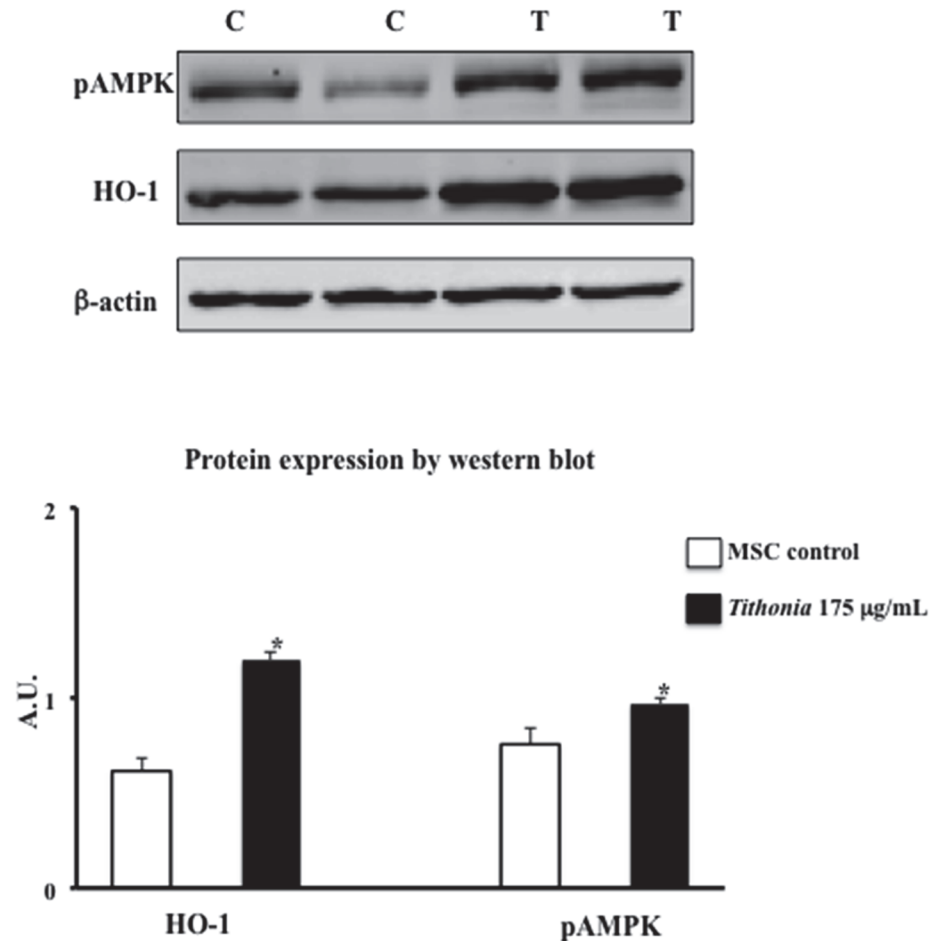 C C T T
pAMPK
HO-1
β-actin
Protein expression by western blot
2
MSC control
Tithonia 175 μg/mL
*
*
1
A.U.
0
HO-1 pAMPK